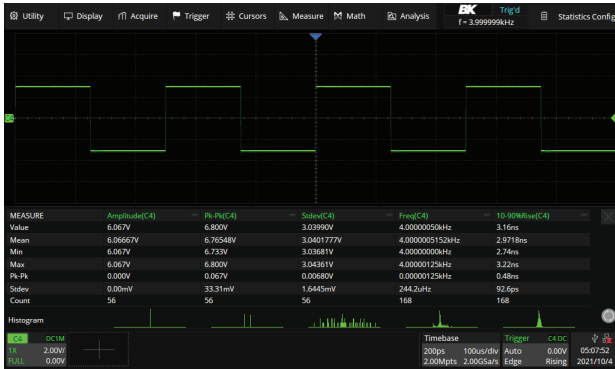 Utility Display Acquire Trigger Cursors Measure Math Analysis BK Trig'd Statistics Config
f = 3.999999kHz
C4
MEASURE Amplitude(C4) Pk-Pk(C4) Stdev(C4) Freq(C4) 10-90%Rise(C4)
Value 6.067V 6.800V 3.03990V 4.00000050kHz 3.16ns
Mean 6.06667V 6.76548V 3.0401777V 4.0000005152kHz 2.9718ns
Min 6.067V 6.733V 3.03681V 4.00000000kHz 2.74ns
Max 6.067V 6.800V 3.04361V 4.00000125kHz 3.22ns
Pk-Pk 0.000V 0.067V 0.00680V 0.00000125kHz 0.48ns
Stdev 0.00mV 33.31mV 1.6445mV 244.2uHz 92.6ps
Count 56 56 56 168 168
Histogram
C4 DC1M Timebase Trigger C4 DC
1X 2.00V/ 200ps 100us/div Auto 0.00V 05:07:52
FULL 0.00V 2.00Mpts 2.00GSa/s Edge Rising 2021/10/4